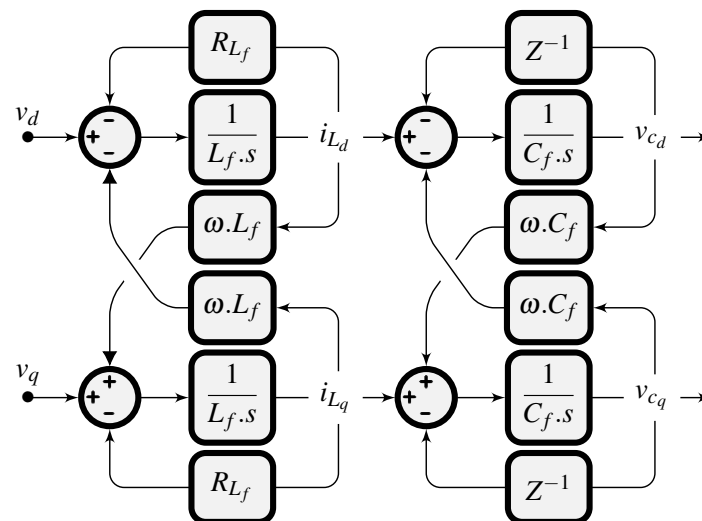 R_{L_f} Z^{-1}
v_d + - - 1/L_f.s i_{L_d} + - - 1/C_f.s v_{c_d}
ω.L_f ω.C_f
ω.L_f ω.C_f
v_q + + - 1/L_f.s i_{L_q} + + - 1/C_f.s v_{c_q}
R_{L_f} Z^{-1}